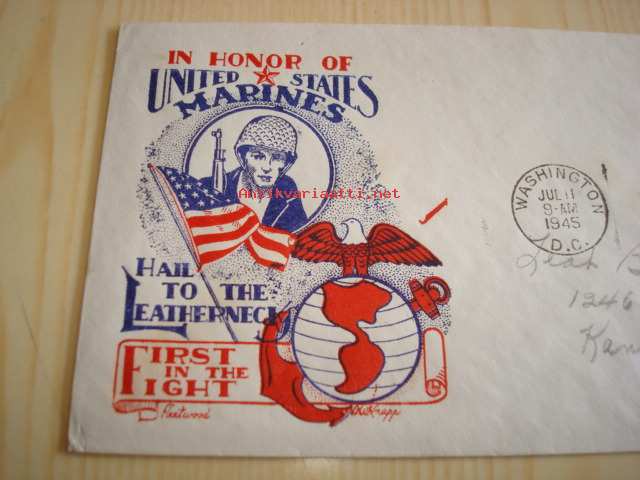 IN HONOR OF
UNITED STATES
MARINES
HAIL
TO THE
LEATHERNECK
FIRST
IN THE
FIGHT
Fleetwood
Antikvariaatti.net
WASHINGTON
JUL 11
9-AM
1945
D.C.
1246